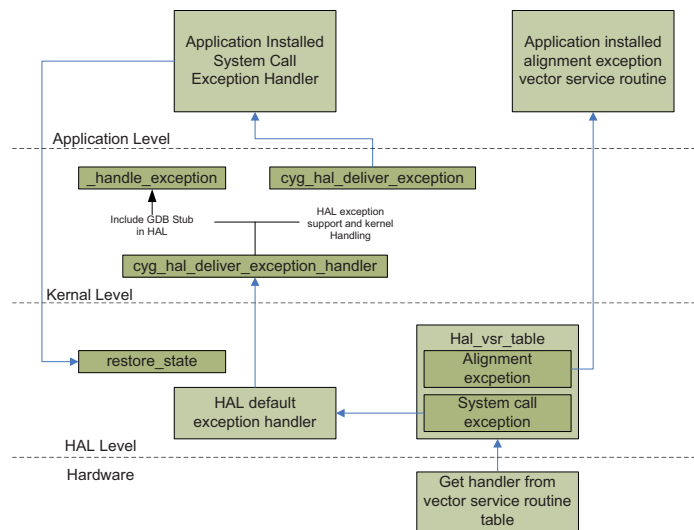 Application Installed
System Call
Exception Handler
Application installed
alignment exception
vector service routine
Application Level
_handle_exception
cyg_hal_deliver_exception
Include GDB Stub
in HAL
HAL exception
support and kernel
Handling
cyg_hal_deliver_exception_handler
Kernal Level
Hal_vsr_table
restore_state
Alignment
excpetion
HAL default
exception handler
System call
exception
HAL Level
Hardware
Get handler from
vector service routine
table